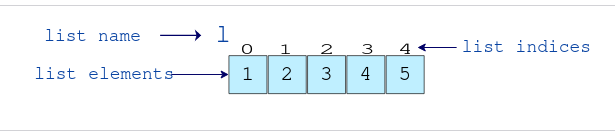 list name l
0 1 2 3 4 list indices
list elements 1 2 3 4 5